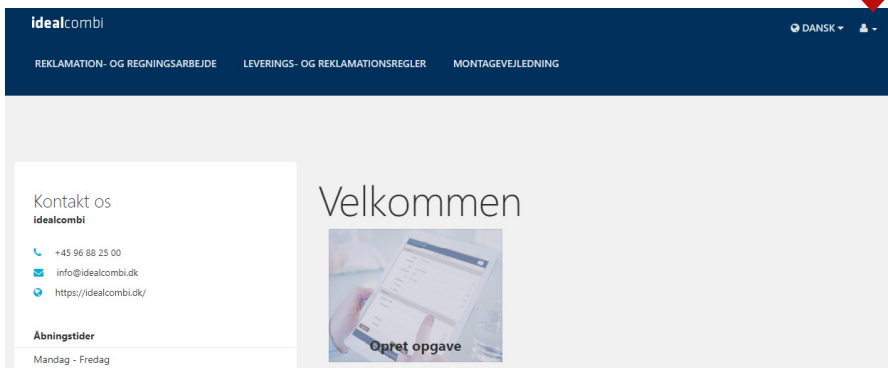 idealcombi
DANSK
REKLAMATION- OG REGNINGSARBEJDE LEVERINGS- OG REKLAMATIONSREGLER MONTAGEVEJLEDNING
Kontakt os
idealcombi
+45 96 88 25 00
info@idealcombi.dk
https://idealcombi.dk/
Åbningstider
Mandag - Fredag
Velkommen
Opret opgave